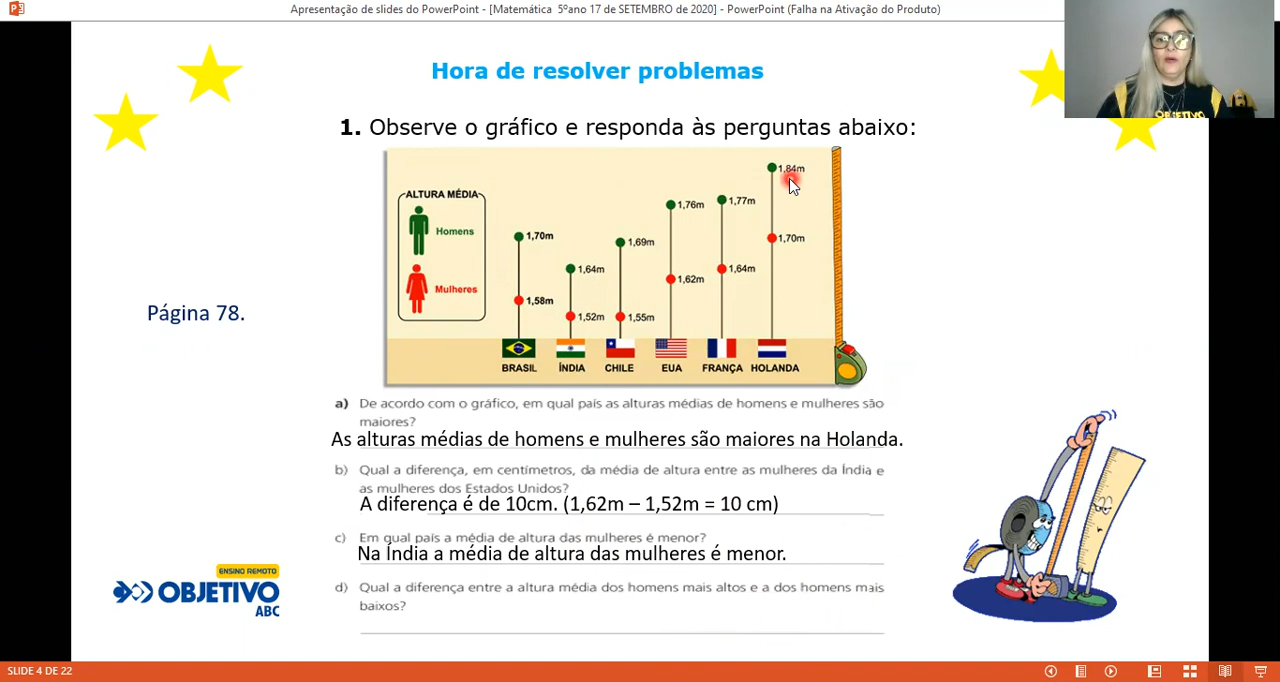 Apresentação de slides do PowerPoint - [Matemática 5ºano 17 de SETEMBRO de 2020] - PowerPoint (Falha na Ativação do Produto)
Hora de resolver problemas
1. Observe o gráfico e responda às perguntas abaixo:
ALTURA MÉDIA
Homens
Mulheres
1,70m
1,58m
1,64m
1,52m
1,69m
1,55m
1,76m
1,62m
1,77m
1,64m
1,84m
1,70m
BRASIL ÍNDIA CHILE EUA FRANÇA HOLANDA
Página 78.
a) De acordo com o gráfico, em qual país as alturas médias de homens e mulheres são
maiores?
As alturas médias de homens e mulheres são maiores na Holanda.
b) Qual a diferença, em centímetros, da média de altura entre as mulheres da Índia e
as mulheres dos Estados Unidos?
A diferença é de 10cm. (1,62m – 1,52m = 10 cm)
c) Em qual país a média de altura das mulheres é menor?
Na Índia a média de altura das mulheres é menor.
d) Qual a diferença entre a altura média dos homens mais altos e a dos homens mais
baixos?
ENSINO REMOTO
OBJETIVO
ABC
OBJETIVO
SLIDE 4 DE 22